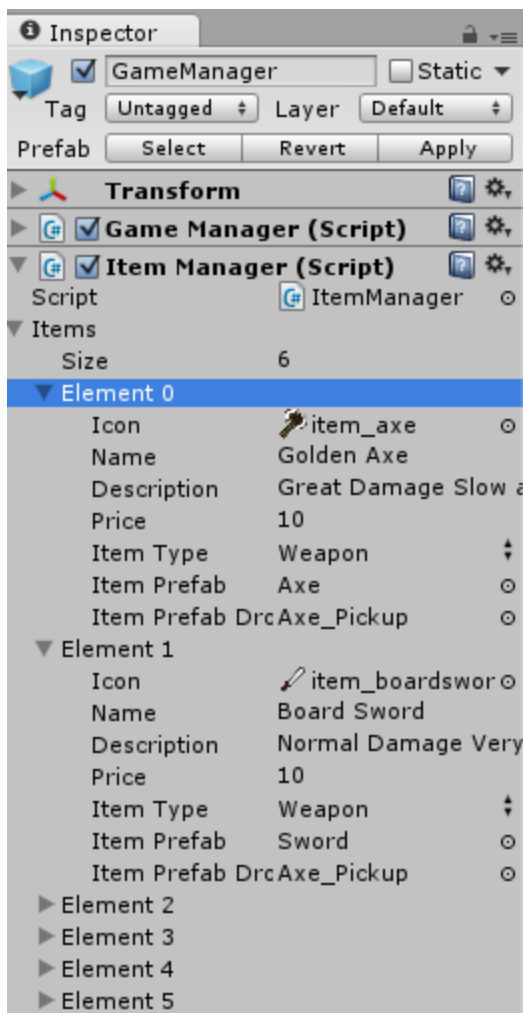 Inspector
GameManager Static
Tag Untagged Layer Default
Prefab Select Revert Apply
Transform
Game Manager (Script)
Item Manager (Script)
Script ItemManager
Items
Size 6
Element 0
Icon item_axe
Name Golden Axe
Description Great Damage Slow a
Price 10
Item Type Weapon
Item Prefab Axe
Item Prefab Drc Axe_Pickup
Element 1
Icon item_boardswor
Name Board Sword
Description Normal Damage Very
Price 10
Item Type Weapon
Item Prefab Sword
Item Prefab Drc Axe_Pickup
Element 2
Element 3
Element 4
Element 5